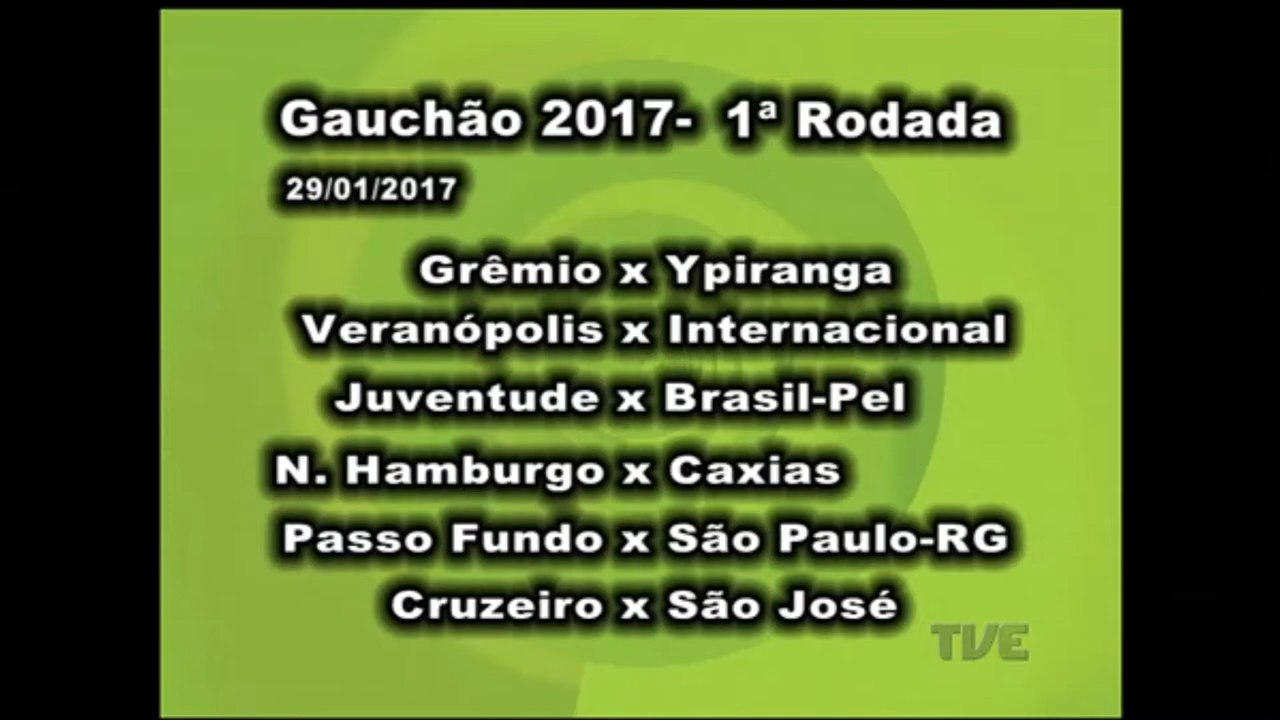 Gauchão 2017- 1ª Rodada
29/01/2017
Grêmio x Ypiranga
Veranópolis x Internacional
Juventude x Brasil-Pel
N. Hamburgo x Caxias
Passo Fundo x São Paulo-RG
Cruzeiro x São José
TVE